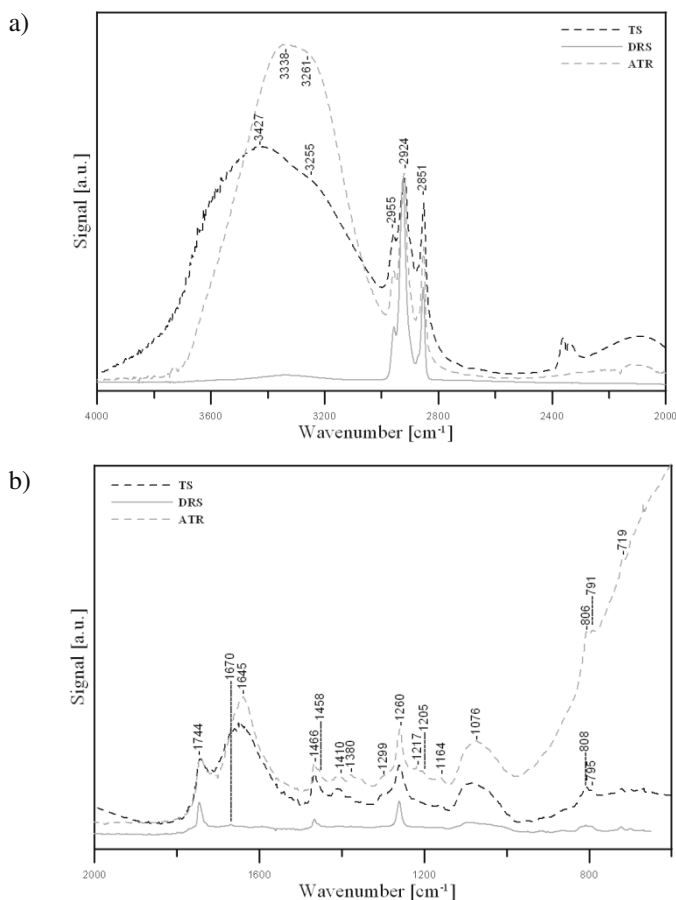 a)
TS
DRS
ATR
3338-
3261-
-3427
-3255
-2955
-2924
-2851
Signal [a.u.]
4000 3600 3200 2800 2400 2000
Wavenumber [cm-1]
b)
TS
DRS
ATR
-1744
1670
-1645
-1466
1458
-1410
-1380
1299
-1260
-1217
1205
-1164
-1076
-806
791
-719
808
-795
Signal [a.u.]
2000 1600 1200 800
Wavenumber [cm-1]